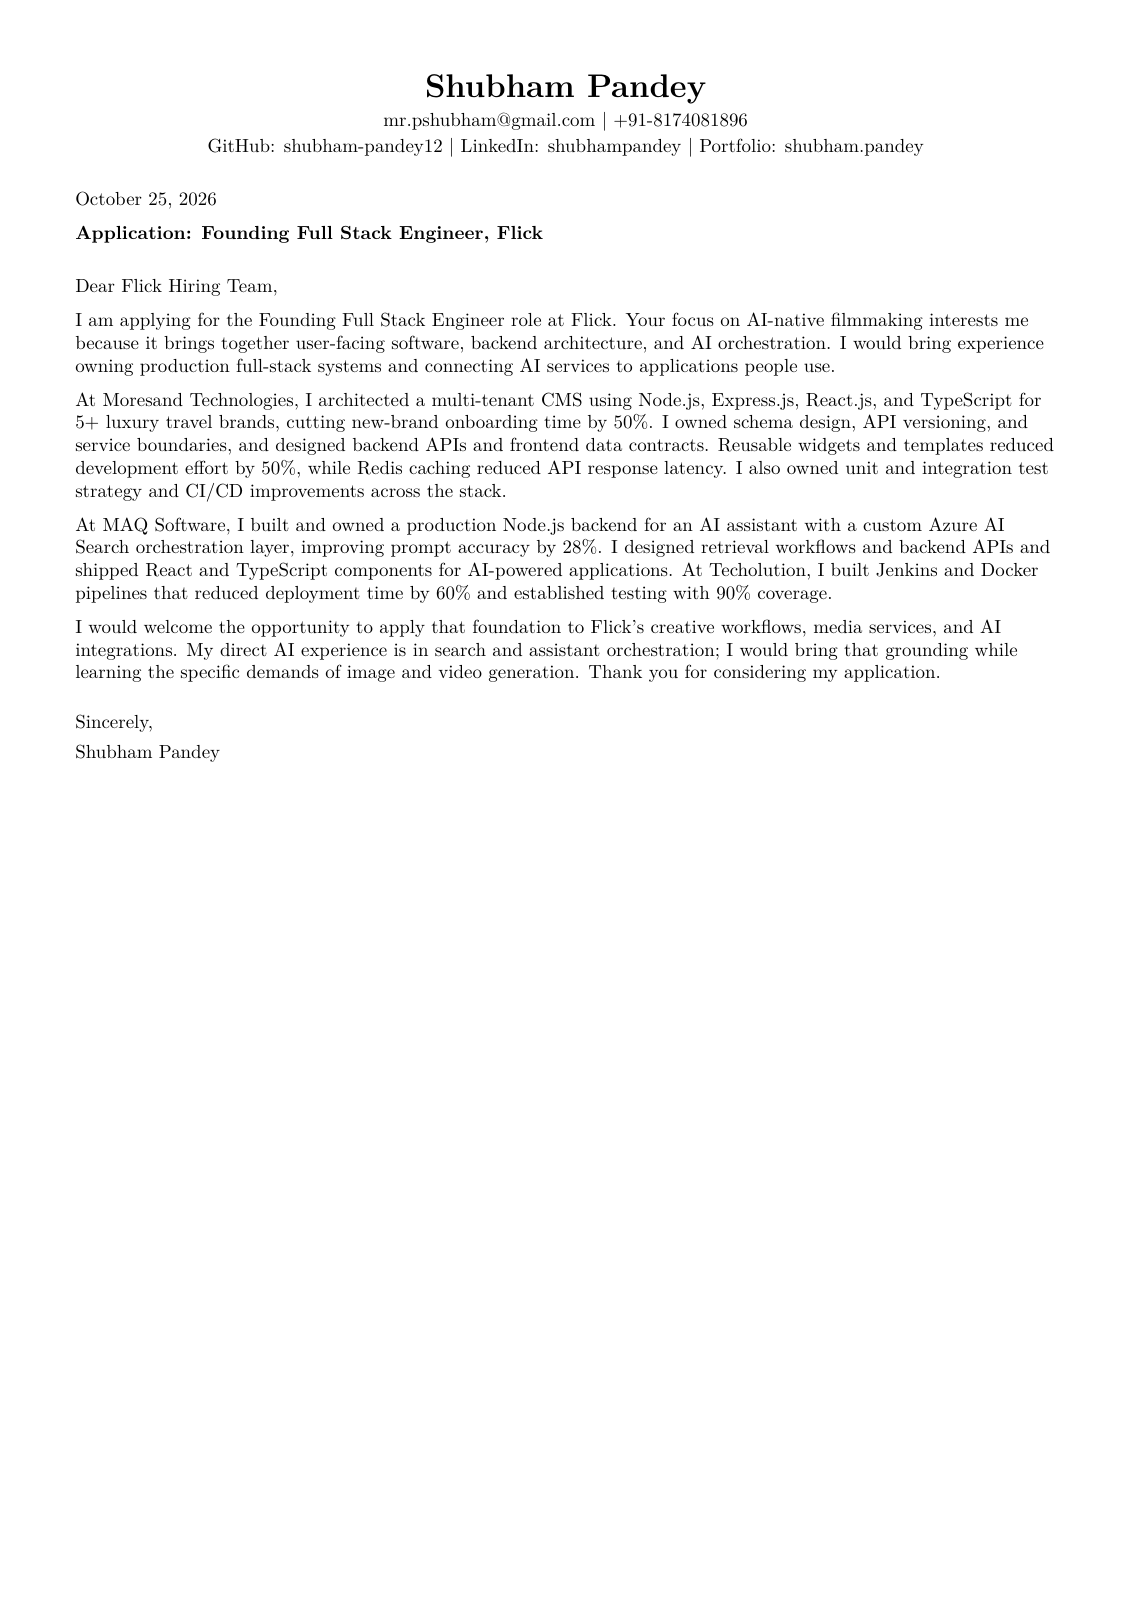 Shubham Pandey
mr.pshubham@gmail.com | +91-8174081896
GitHub: shubham-pandey12 | LinkedIn: shubhampandey | Portfolio: shubham.pandey
October 25, 2026
Application: Founding Full Stack Engineer, Flick
Dear Flick Hiring Team,
I am applying for the Founding Full Stack Engineer role at Flick. Your focus on AI-native filmmaking interests me
because it brings together user-facing software, backend architecture, and AI orchestration. I would bring experience
owning production full-stack systems and connecting AI services to applications people use.
At Moresand Technologies, I architected a multi-tenant CMS using Node.js, Express.js, React.js, and TypeScript for
5+ luxury travel brands, cutting new-brand onboarding time by 50%. I owned schema design, API versioning, and
service boundaries, and designed backend APIs and frontend data contracts. Reusable widgets and templates reduced
development effort by 50%, while Redis caching reduced API response latency. I also owned unit and integration test
strategy and CI/CD improvements across the stack.
At MAQ Software, I built and owned a production Node.js backend for an AI assistant with a custom Azure AI
Search orchestration layer, improving prompt accuracy by 28%. I designed retrieval workflows and backend APIs and
shipped React and TypeScript components for AI-powered applications. At Techolution, I built Jenkins and Docker
pipelines that reduced deployment time by 60% and established testing with 90% coverage.
I would welcome the opportunity to apply that foundation to Flick's creative workflows, media services, and AI
integrations. My direct AI experience is in search and assistant orchestration; I would bring that grounding while
learning the specific demands of image and video generation. Thank you for considering my application.
Sincerely,
Shubham Pandey